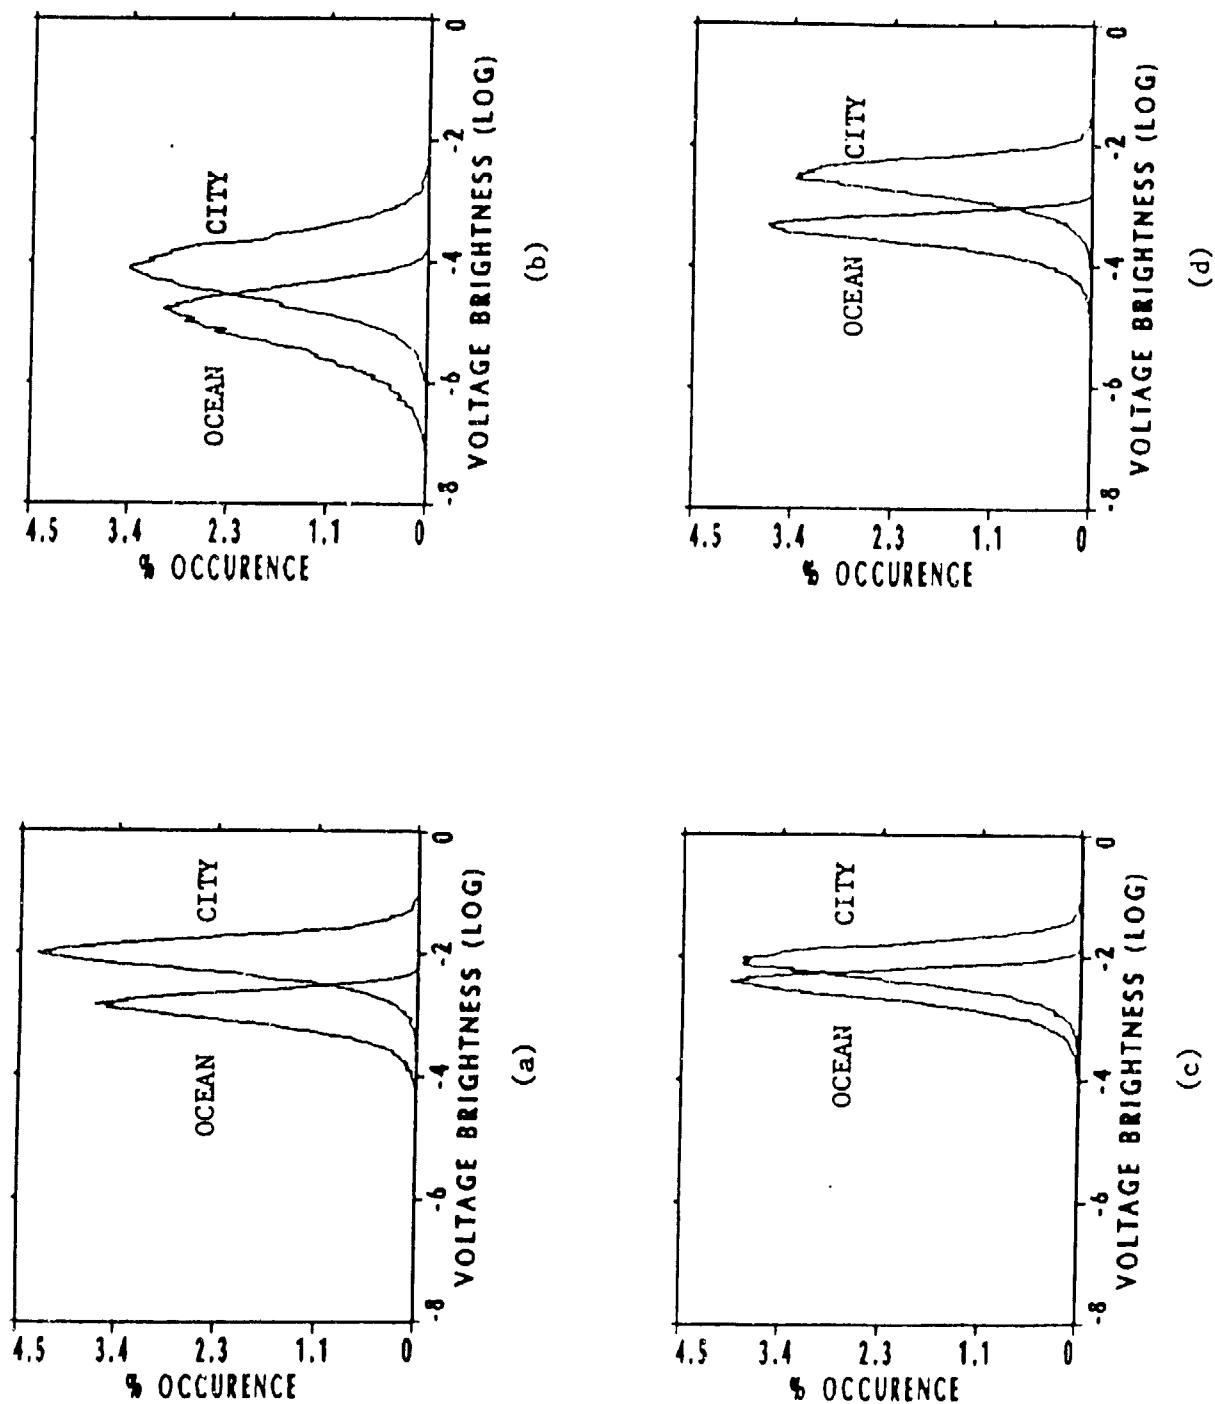 4.5
3.4
2.3
1.1
0
% OCCURENCE
OCEAN
CITY
-8
-6
-4
-2
0
VOLTAGE BRIGHTNESS (LOG)
(a)
4.5
3.4
2.3
1.1
0
% OCCURENCE
OCEAN
CITY
-8
-6
-4
-2
0
VOLTAGE BRIGHTNESS (LOG)
(b)
4.5
3.4
2.3
1.1
0
% OCCURENCE
OCEAN
CITY
-8
-6
-4
-2
0
VOLTAGE BRIGHTNESS (LOG)
(c)
4.5
3.4
2.3
1.1
0
% OCCURENCE
OCEAN
CITY
-8
-6
-4
-2
0
VOLTAGE BRIGHTNESS (LOG)
(d)